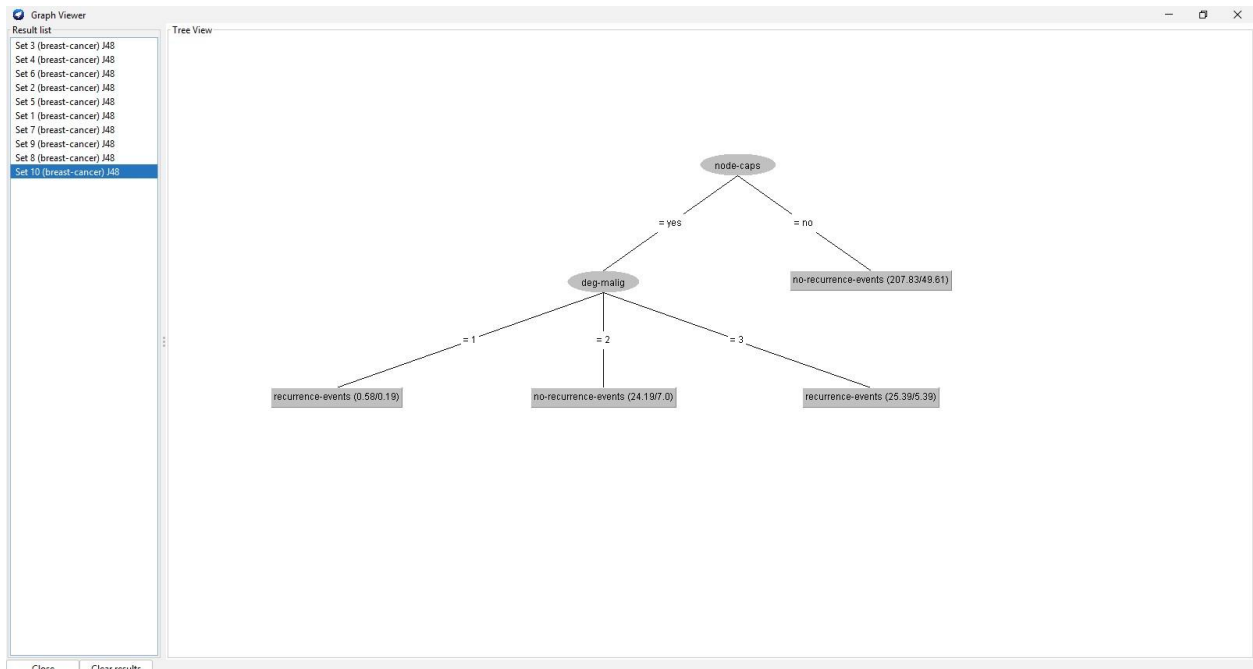 Graph Viewer
Result list
Set 3 (breast-cancer) J48
Set 4 (breast-cancer) J48
Set 6 (breast-cancer) J48
Set 2 (breast-cancer) J48
Set 5 (breast-cancer) J48
Set 1 (breast-cancer) J48
Set 7 (breast-cancer) J48
Set 9 (breast-cancer) J48
Set 8 (breast-cancer) J48
Set 10 (breast-cancer) J48
Tree View
node-caps
= yes
= no
deg-malig
no-recurrence-events (207.83/49.61)
= 1
= 2
= 3
recurrence-events (0.58/0.19)
no-recurrence-events (24.19/7.0)
recurrence-events (25.39/5.39)
Close
Clear results